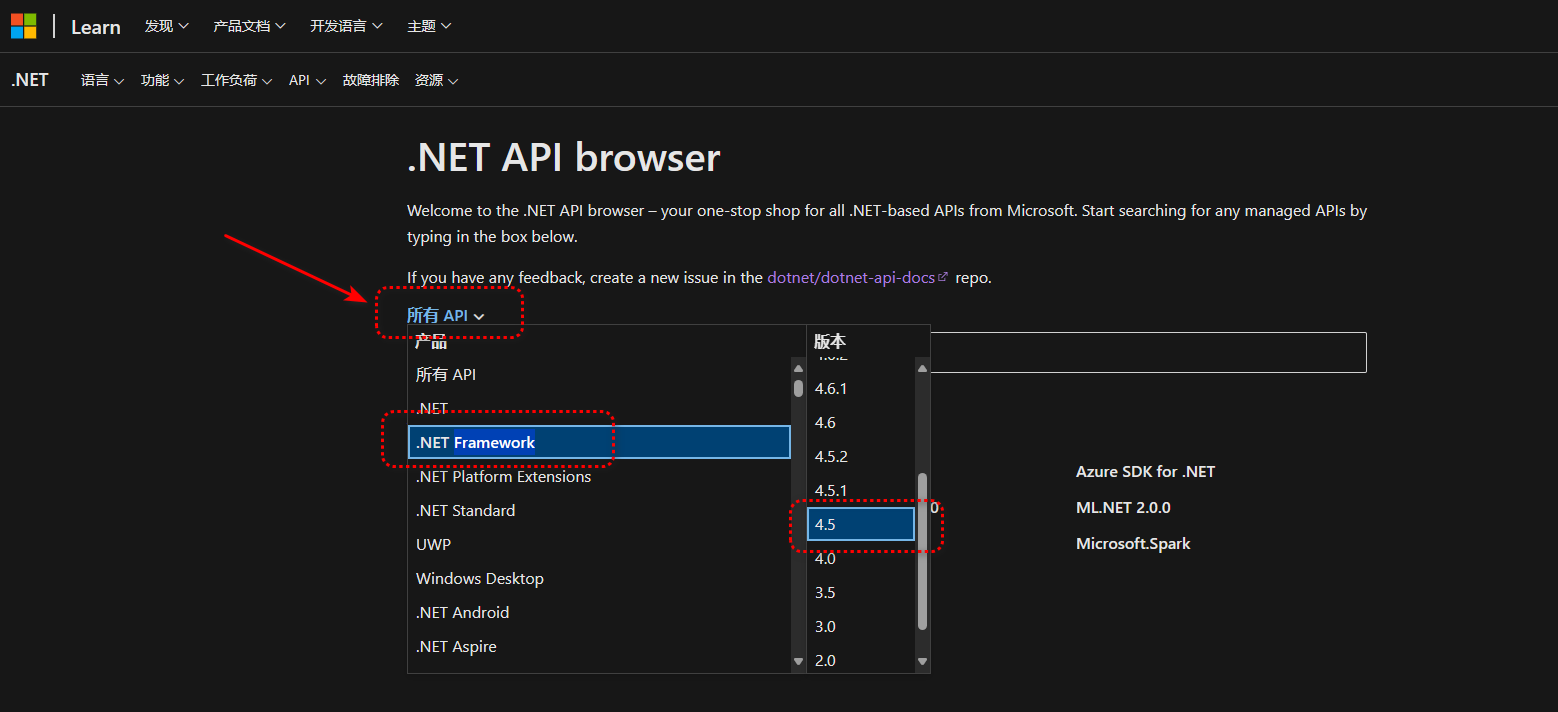 Learn 发现 产品文档 开发语言 主题
.NET 语言 功能 工作负荷 API 故障排除 资源
.NET API browser
Welcome to the .NET API browser – your one-stop shop for all .NET-based APIs from Microsoft. Start searching for any managed APIs by
typing in the box below.
If you have any feedback, create a new issue in the dotnet/dotnet-api-docs repo.
所有 API
产品
所有 API
.NET
.NET Framework
.NET Platform Extensions
.NET Standard
UWP
Windows Desktop
.NET Android
.NET Aspire
版本
4.6.2
4.6.1
4.6
4.5.2
4.5.1
4.5
4.0
3.5
3.0
2.0
0
Azure SDK for .NET
ML.NET 2.0.0
Microsoft.Spark